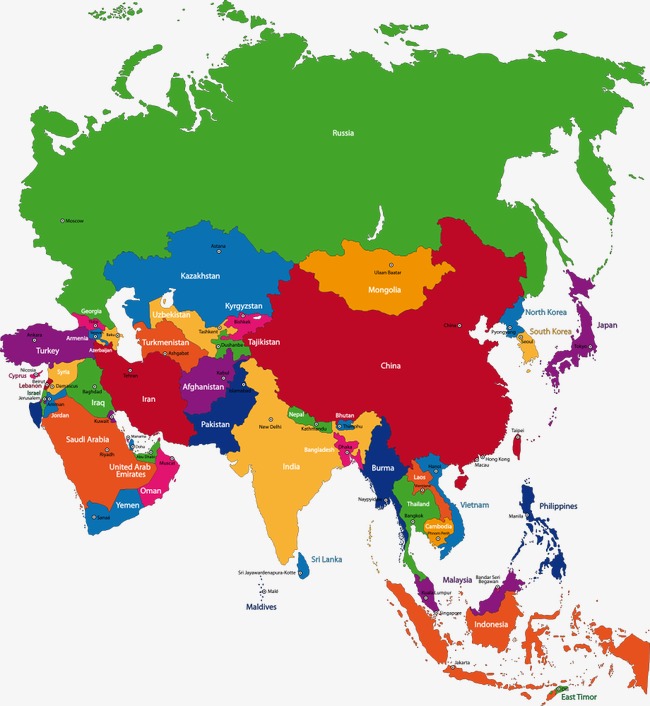 Russia
Moscow
Astana
Kazakhstan
Ulaan Baatar
Mongolia
Georgia
Uzbekistan
Kyrgyzstan
Bishkek
North Korea
Ankara
Armenia
Baku
Tashkent
China
Pyongyang
South Korea
Japan
Turkey
Azerbaijan
Turkmenistan
Dushanbe
Tajikistan
Seoul
Tokyo
Ashgabat
Nicosia
Cyprus
Syria
Tehran
Kabul
China
Beirut
Lebanon
Damascus
Afghanistan
Israel
Baghdad
Iran
Jerusalem
Amman
Iraq
Jordan
Kuwait
Pakistan
New Delhi
Nepal
Bhutan
Thimphu
Kathmandu
Taipei
Saudi Arabia
Manama
Doha
Abu Dhabi
Riyadh
Muscat
Dhaka
Bangladesh
Hong Kong
Macau
United Arab
Emirates
India
Burma
Hanoi
Laos
Oman
Naypyidaw
Yemen
Sanaa
Thailand
Vietnam
Philippines
Bangkok
Manila
Cambodia
Phnom Penh
Sri Lanka
Sri Jayawardenapura-Kotte
Malé
Maldives
Malaysia
Bandar Seri
Begawan
Kuala Lumpur
Singapore
Indonesia
Jakarta
East Timor